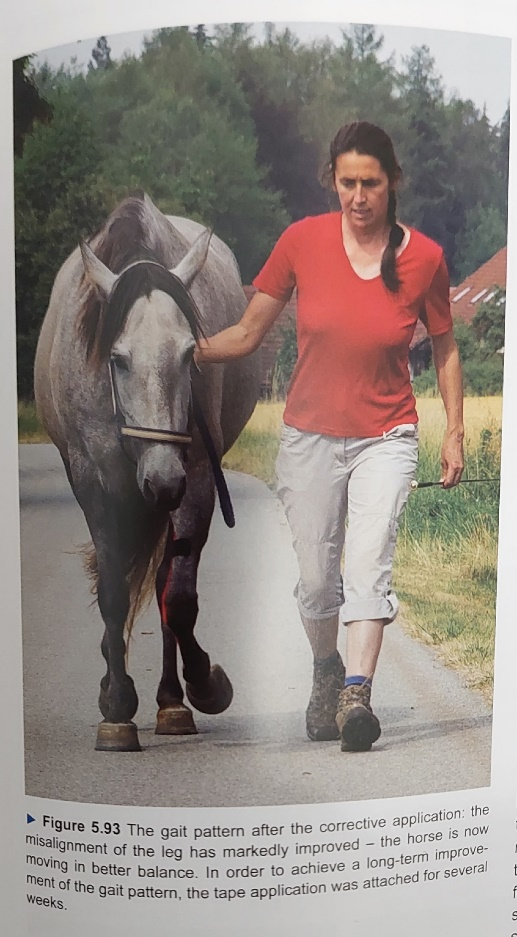 ▶ Figure 5.93 The gait pattern after the corrective application: the
misalignment of the leg has markedly improved – the horse is now
moving in better balance. In order to achieve a long-term improve-
ment of the gait pattern, the tape application was attached for several
weeks.